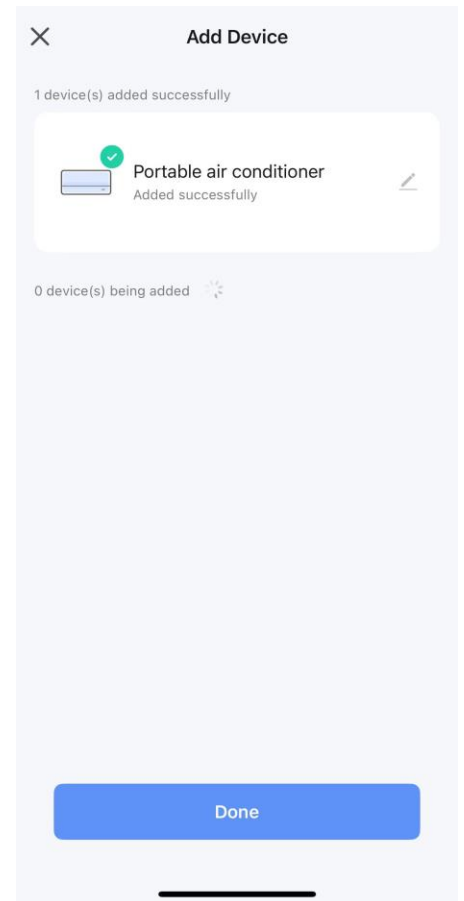 Add Device
1 device(s) added successfully
Portable air conditioner
Added successfully
0 device(s) being added
Done